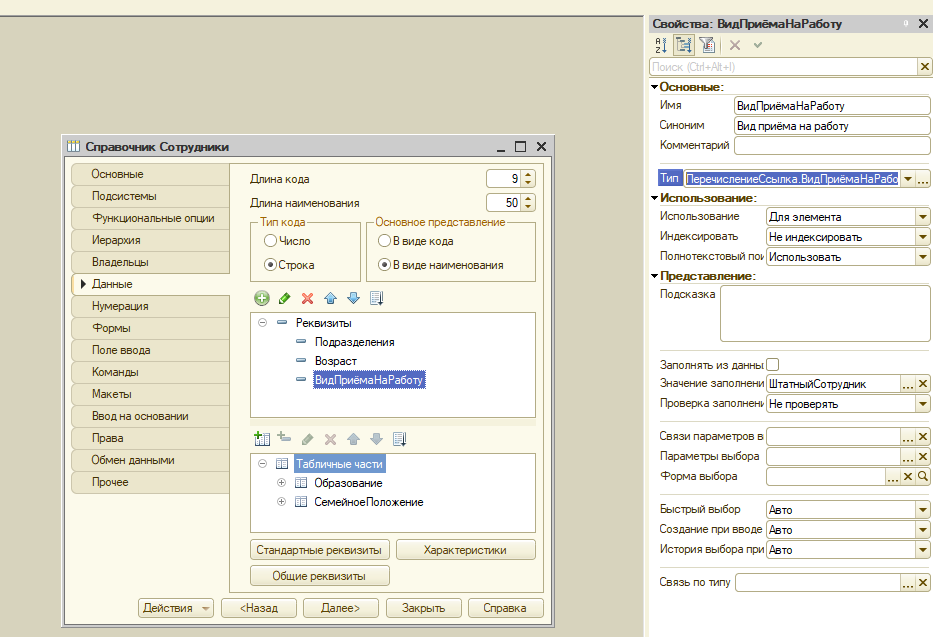 Справочник Сотрудники
Основные
Подсистемы
Функциональные опции
Иерархия
Владельцы
Данные
Нумерация
Формы
Поле ввода
Команды
Макеты
Ввод на основании
Права
Обмен данными
Прочее
Длина кода 9
Длина наименования 50
Тип кода
Число
Строка
Основное представление
В виде кода
В виде наименования
Реквизиты
Подразделения
Возраст
ВидПриёмаНаРаботу
Табличные части
Образование
СемейноеПоложение
Стандартные реквизиты
Характеристики
Общие реквизиты
Действия
<Назад
Далее>
Закрыть
Справка
Свойства: ВидПриёмаНаРаботу
Поиск (Ctrl+Alt+I)
Основные:
Имя ВидПриёмаНаРаботу
Синоним Вид приёма на работу
Комментарий
Тип ПеречислениеСсылка.ВидПриёмаНаРабо
Использование:
Использование Для элемента
Индексировать Не индексировать
Полнотекстовый пои Использовать
Представление:
Подсказка
Заполнять из данны
Значение заполнени ШтатныйСотрудник
Проверка заполнени Не проверять
Связи параметров в
Параметры выбора
Форма выбора
Быстрый выбор Авто
Создание при вводе Авто
История выбора при Авто
Связь по типу